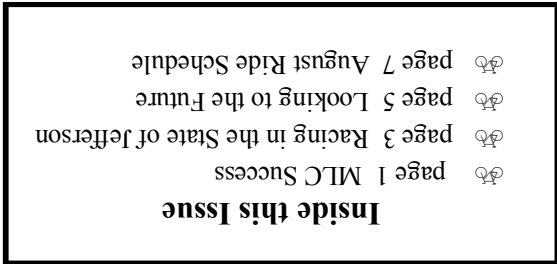 Inside this Issue
page 1 MLC Success
page 3 Racing in the State of Jefferson
page 5 Looking to the Future
page 7 August Ride Schedule